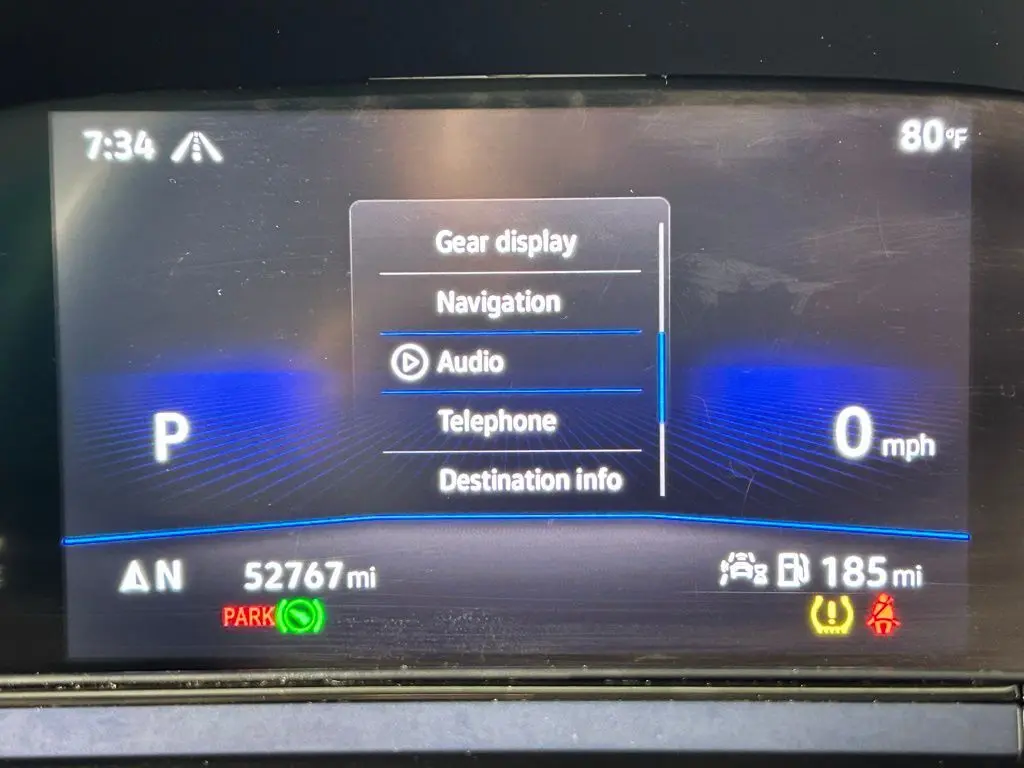 7:34
80°F
Gear display
Navigation
Audio
Telephone
Destination info
P
0 mph
N
52767 mi
185 mi
PARK